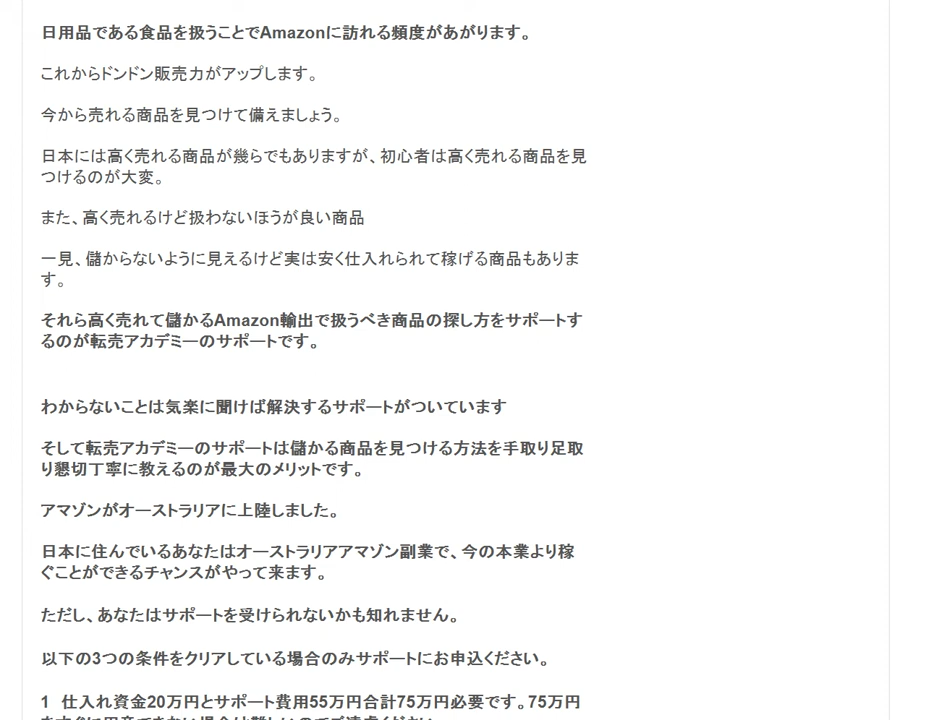 日用品である食品を扱うことでAmazonに訪れる頻度があがります。
これからドンドン販売力がアップします。
今から売れる商品を見つけて備えましょう。
日本には高く売れる商品が幾らでもありますが、初心者は高く売れる商品を見
つけるのが大変。
また、高く売れるけど扱わないほうが良い商品
一見、儲からないように見えるけど実は安く仕入れられて稼げる商品もありま
す。
それら高く売れて儲かるAmazon輸出で扱うべき商品の探し方をサポートす
るのが転売アカデミーのサポートです。
わからないことは気楽に聞けば解決するサポートがついています
そして転売アカデミーのサポートは儲かる商品を見つける方法を手取り足取
り懇切丁寧に教えるのが最大のメリットです。
アマゾンがオーストラリアに上陸しました。
日本に住んでいるあなたはオーストラリアアマゾン副業で、今の本業より稼
ぐことができるチャンスがやって来ます。
ただし、あなたはサポートを受けられないかも知れません。
以下の3つの条件をクリアしている場合のみサポートにお申込ください。
1 仕入れ資金20万円とサポート費用55万円合計75万円必要です。75万円